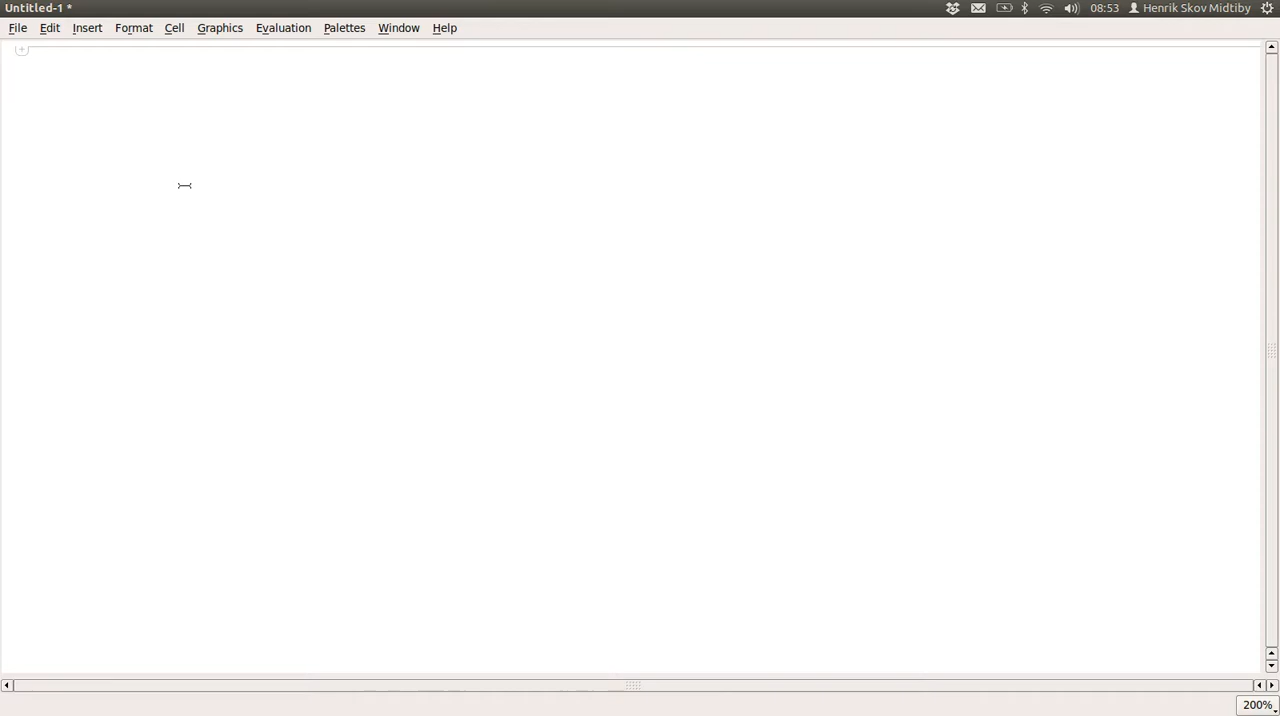 Untitled-1 * 08:53 Henrik Skov Midtiby
File Edit Insert Format Cell Graphics Evaluation Palettes Window Help
200%